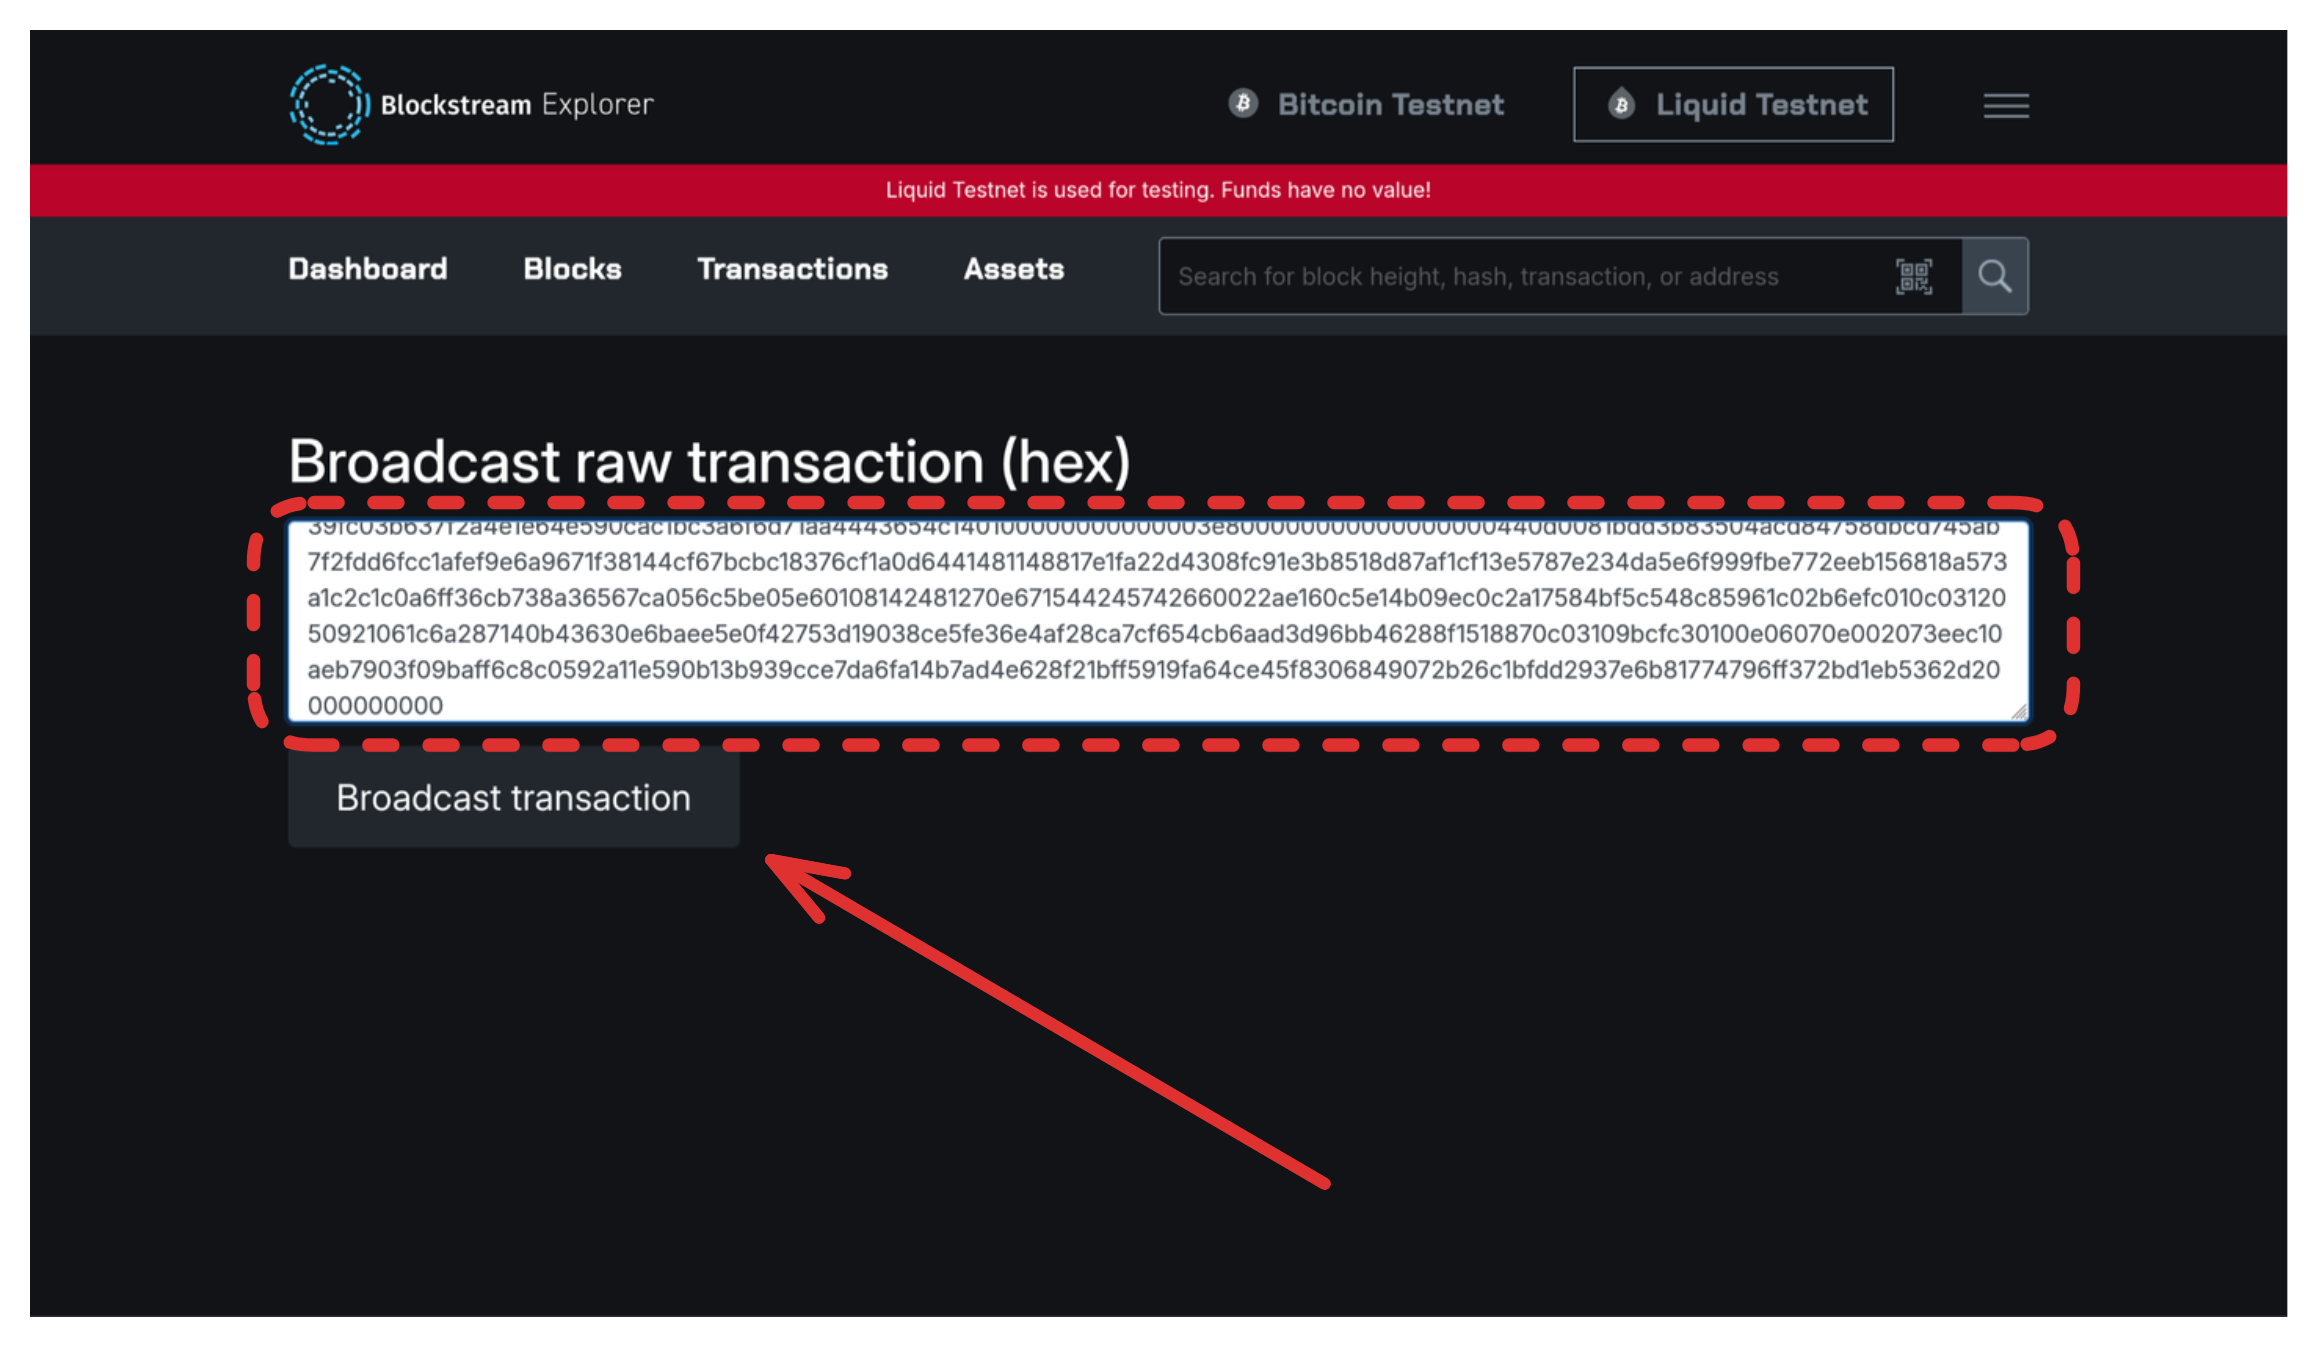 Blockstream Explorer
Bitcoin Testnet
Liquid Testnet
Liquid Testnet is used for testing. Funds have no value!
Dashboard
Blocks
Transactions
Assets
Search for block height, hash, transaction, or address
Broadcast raw transaction (hex)
7f2fdd6fcc1afef9e6a9671f38144cf67bcbc18376cf1a0d6441481148817e1fa22d4308fc91e3b8518d87af1cf13e5787e234da5e6f999fbe772eeb156818a573
a1c2c1c0a6ff36cb738a36567ca056c5be05e60108142481270e671544245742660022ae160c5e14b09ec0c2a17584bf5c548c85961c02b6efc010c03120
50921061c6a287140b43630e6baee5e0f42753d19038ce5fe36e4af28ca7cf654cb6aad3d96bb46288f1518870c03109bcfc30100e06070e002073eec10
aeb7903f09baff6c8c0592a11e590b13b939cce7da6fa14b7ad4e628f21bff5919fa64ce45f8306849072b26c1bfdd2937e6b81774796ff372bd1eb5362d20
000000000
Broadcast transaction